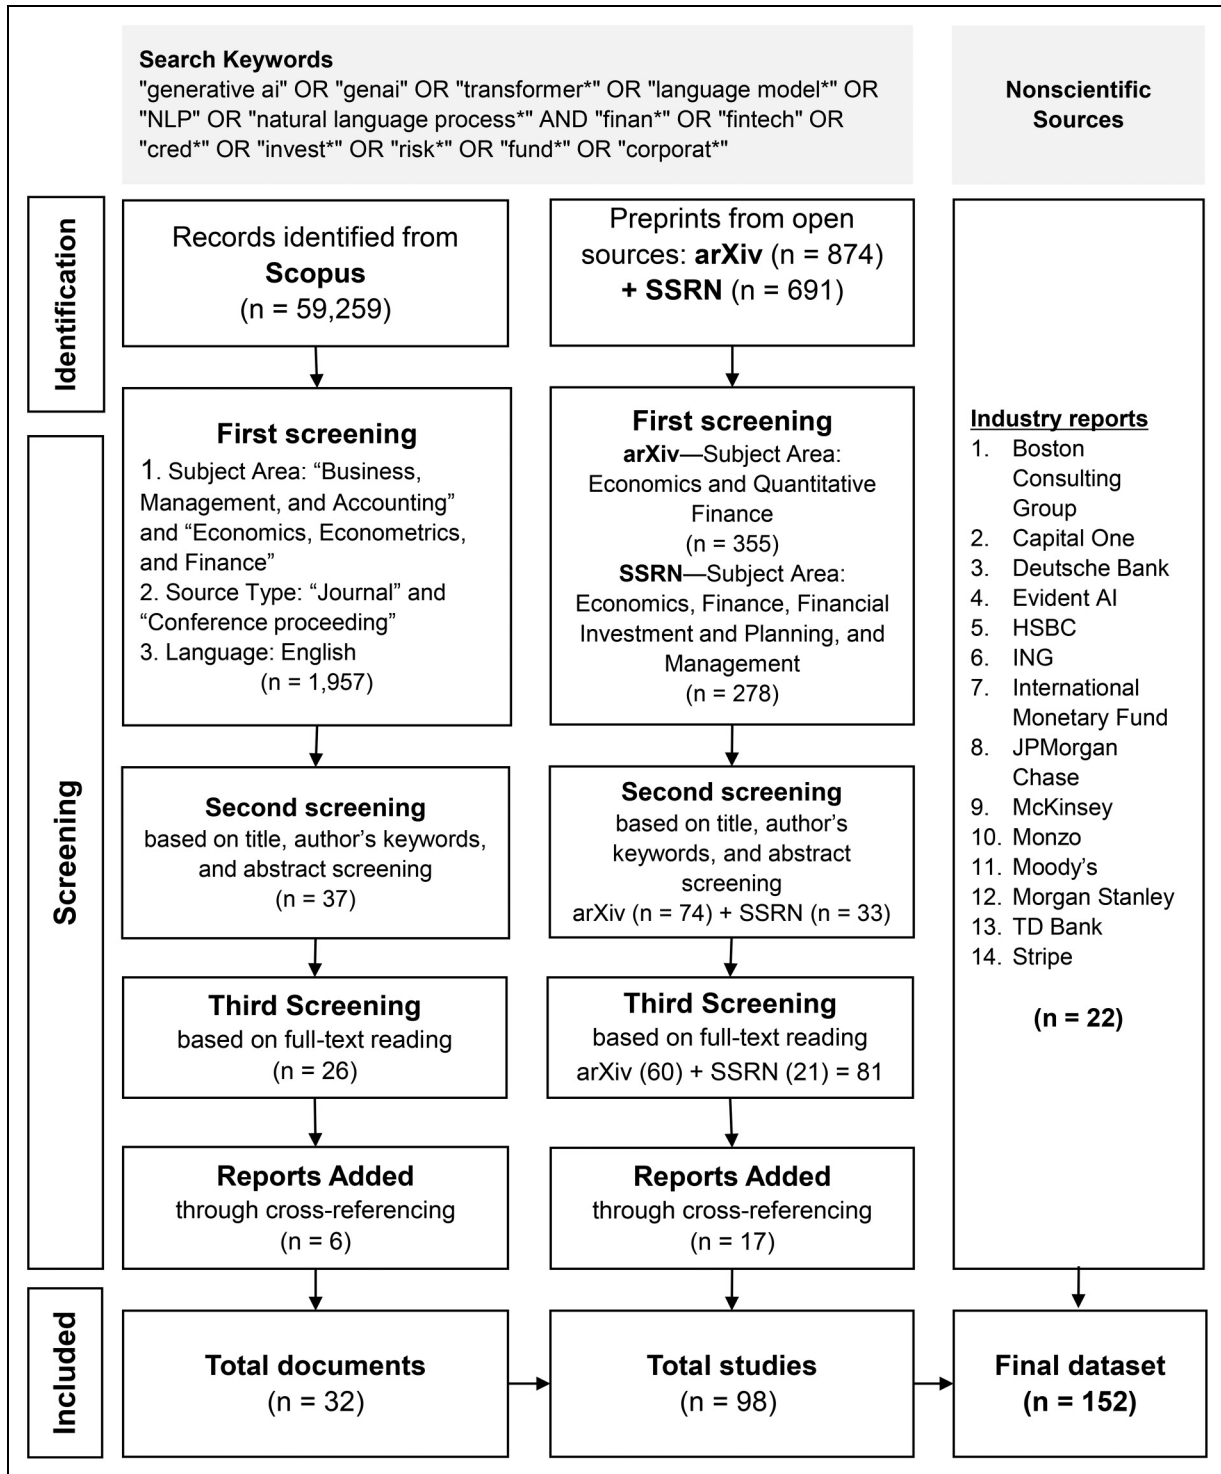 Search Keywords
"generative ai" OR "genai" OR "transformer*" OR "language model*" OR
"NLP" OR "natural language process*" AND "finan*" OR "fintech" OR
"cred*" OR "invest*" OR "risk*" OR "fund*" OR "corporat*"
Nonscientific
Sources
Identification
Records identified from
Scopus
(n = 59,259)
Preprints from open
sources: arXiv (n = 874)
+ SSRN (n = 691)
Screening
First screening
1. Subject Area: “Business,
Management, and Accounting”
and “Economics, Econometrics,
and Finance”
2. Source Type: “Journal” and
“Conference proceeding”
3. Language: English
(n = 1,957)
First screening
arXiv—Subject Area:
Economics and Quantitative
Finance
(n = 355)
SSRN—Subject Area:
Economics, Finance, Financial
Investment and Planning, and
Management
(n = 278)
Second screening
based on title, author’s keywords,
and abstract screening
(n = 37)
Second screening
based on title, author’s
keywords, and abstract
screening
arXiv (n = 74) + SSRN (n = 33)
Third Screening
based on full-text reading
(n = 26)
Third Screening
based on full-text reading
arXiv (60) + SSRN (21) = 81
Reports Added
through cross-referencing
(n = 6)
Reports Added
through cross-referencing
(n = 17)
Industry reports
1. Boston
Consulting
Group
2. Capital One
3. Deutsche Bank
4. Evident AI
5. HSBC
6. ING
7. International
Monetary Fund
8. JPMorgan
Chase
9. McKinsey
10. Monzo
11. Moody’s
12. Morgan Stanley
13. TD Bank
14. Stripe
(n = 22)
Included
Total documents
(n = 32)
Total studies
(n = 98)
Final dataset
(n = 152)